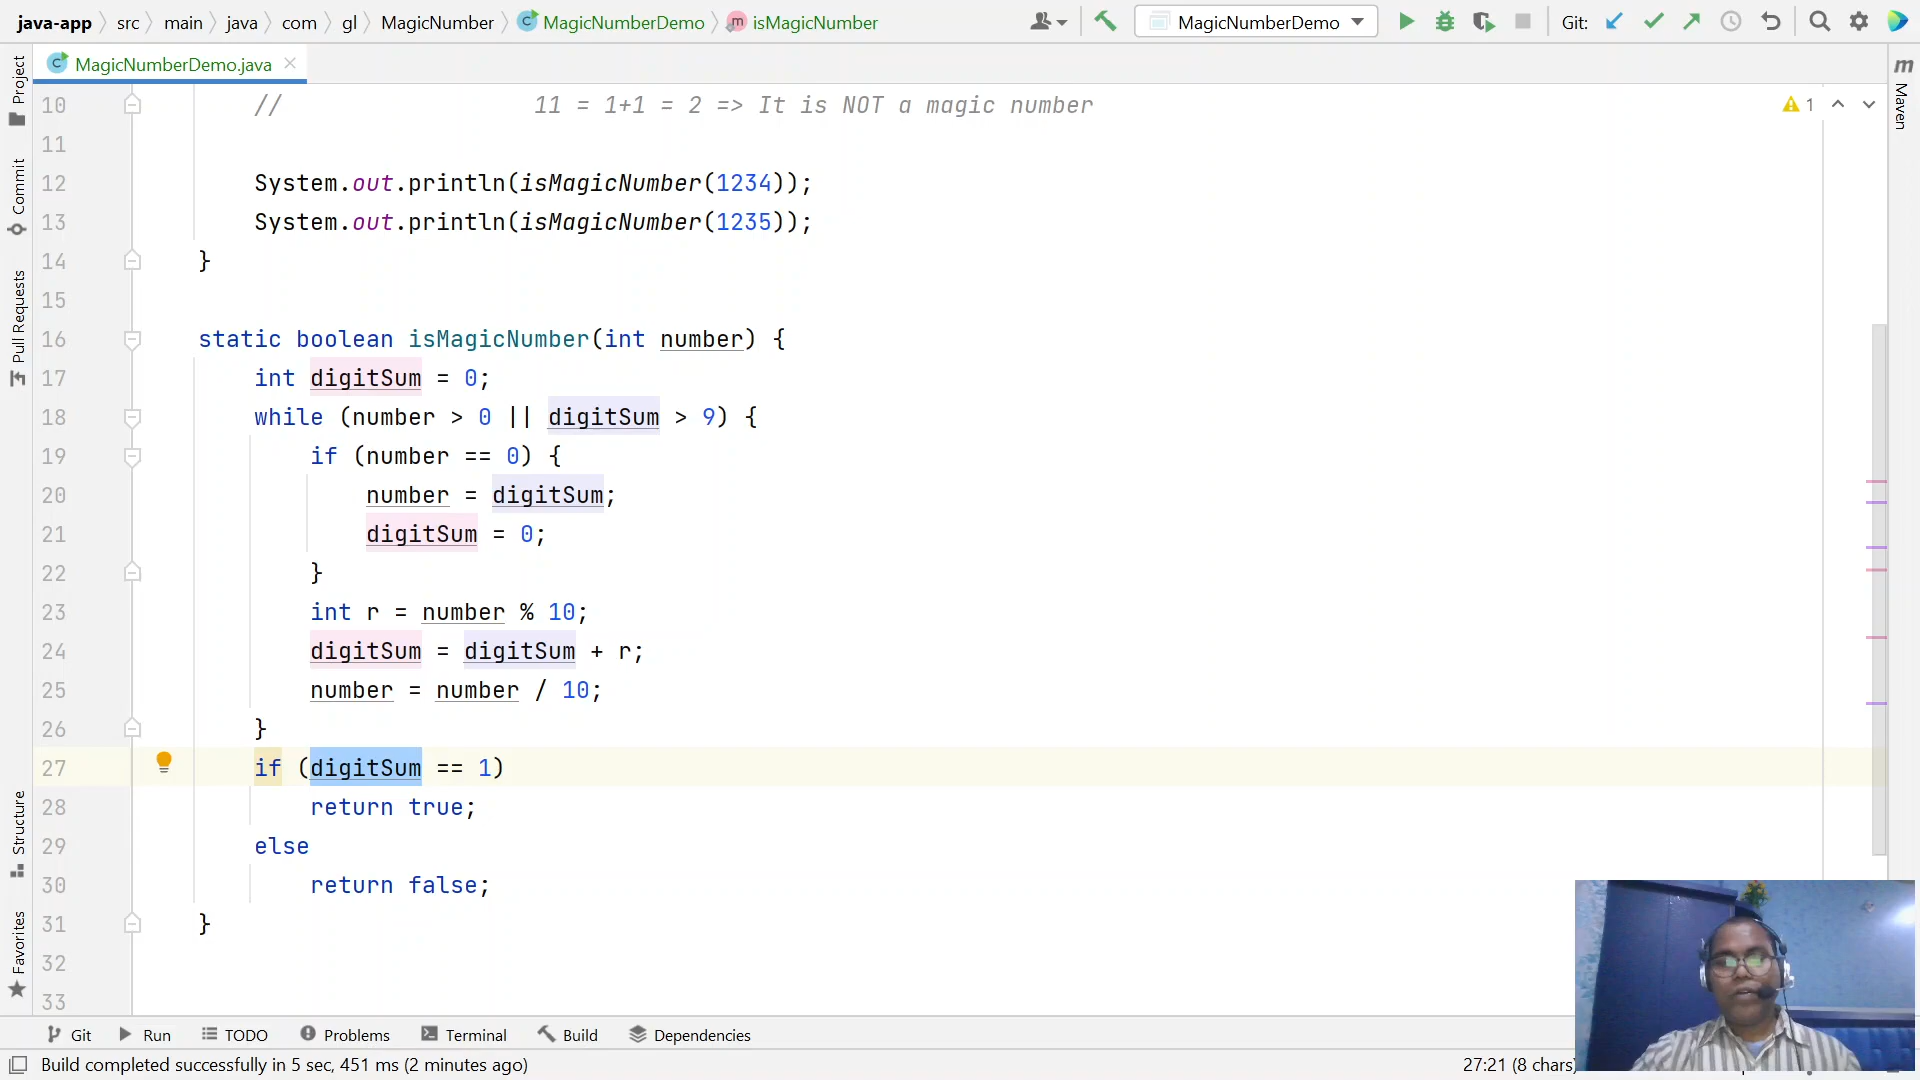 java-app src main java com gl MagicNumber MagicNumberDemo isMagicNumber MagicNumberDemo Git:
MagicNumberDemo.java
Project
Commit
Pull Requests
Structure
Favorites
Maven
1
10 // 11 = 1+1 = 2 => It is NOT a magic number
11
12 System.out.println(isMagicNumber(1234));
13 System.out.println(isMagicNumber(1235));
14 }
15
16 static boolean isMagicNumber(int number) {
17 int digitSum = 0;
18 while (number > 0 || digitSum > 9) {
19 if (number == 0) {
20 number = digitSum;
21 digitSum = 0;
22 }
23 int r = number % 10;
24 digitSum = digitSum + r;
25 number = number / 10;
26 }
27 if (digitSum == 1)
28 return true;
29 else
30 return false;
31 }
32
33
Git Run TODO Problems Terminal Build Dependencies
Build completed successfully in 5 sec, 451 ms (2 minutes ago) 27:21 (8 chars)